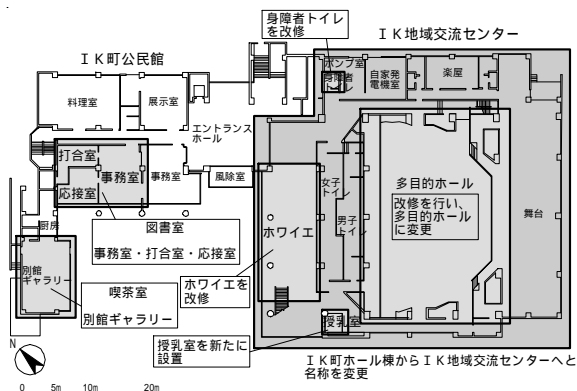 身障者トイレ
を改修
ＩＫ地域交流センター
ＩＫ町公民館
ポンプ室
身障者
トイレ
自家発
電機室
楽屋
料理室
展示室
エントランス
ホール
打合室
事務室
事務室
風除室
応接室
女子
トイレ
男子
トイレ
多目的ホール
改修を行い、
多目的ホール
に変更
舞台
図書室
事務室・打合室・応接室
ホワイエ
厨房
別館
ギャラリー
喫茶室
別館ギャラリー
ホワイエを
改修
授乳室
授乳室を新たに
設置
ＩＫ町ホール棟からＩＫ地域交流センターへと
名称を変更
N
0 5m 10m 20m